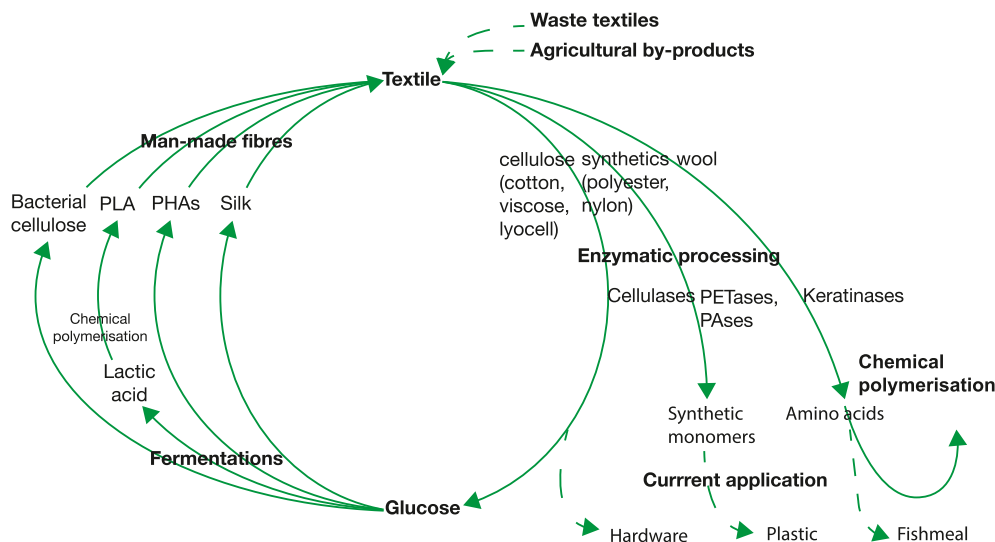 Waste textiles
Agricultural by-products
Textile
Man-made fibres
cellulose synthetics wool
(cotton, (polyester,
viscose, nylon)
lyocell)
Bacterial PLA PHAs Silk
cellulose
Enzymatic processing
Cellulases PETases, Keratinases
PAses
Chemical
polymerisation
Chemical
polymerisation
Lactic
acid
Synthetic Amino acids
monomers
Fermentations
Currrent application
Glucose
Hardware Plastic Fishmeal